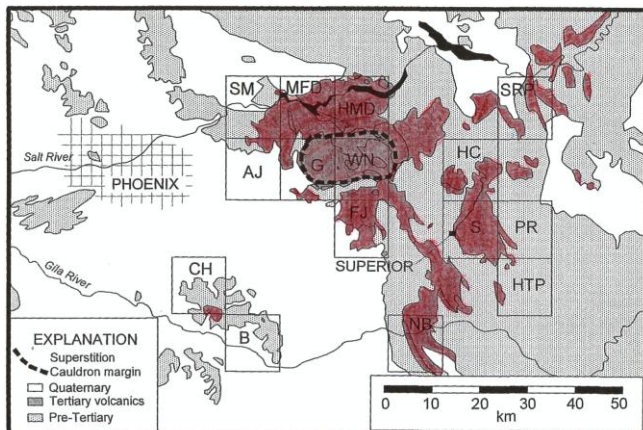 SM
MFD
SRP
HMD
Salt River
PHOENIX
AJ
G
WN
HC
FJ
S
PR
SUPERIOR
Gila River
CH
HTP
B
NB
EXPLANATION
Superstition
Cauldron margin
Quaternary
Tertiary volcanics
Pre-Tertiary
0 10 20 30 40 50
km